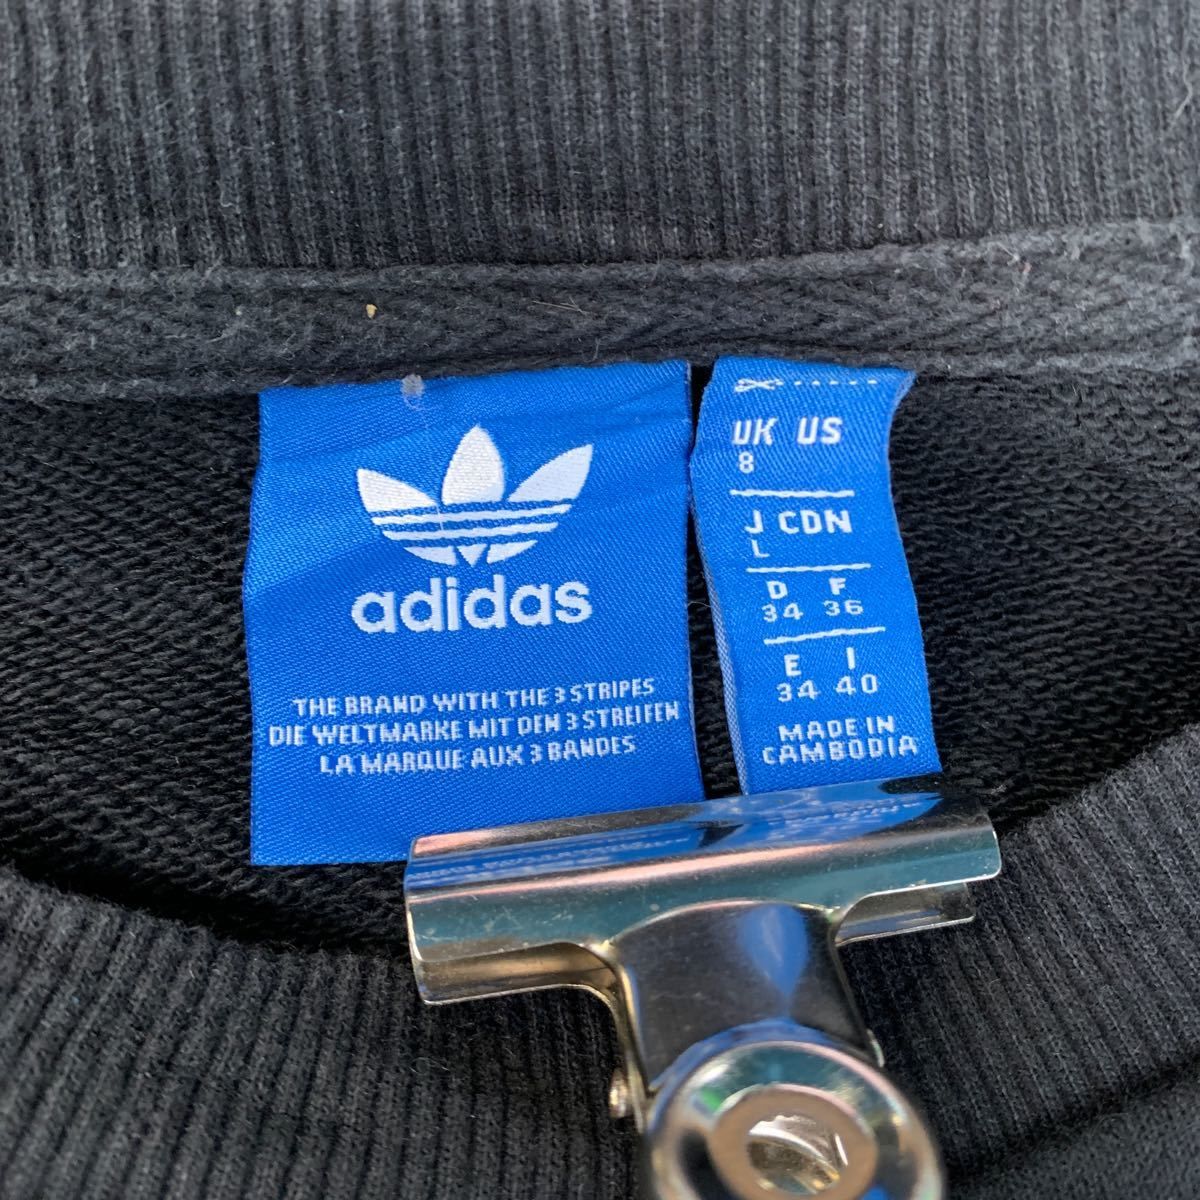 adidas
THE BRAND WITH THE 3 STRIPES
DIE WELTMARKE MIT DEN 3 STREIFEN
LA MARQUE AUX 3 BANDES
UK US
8
J CDN
L
D F
34 36
E I
34 40
MADE IN
CAMBODIA